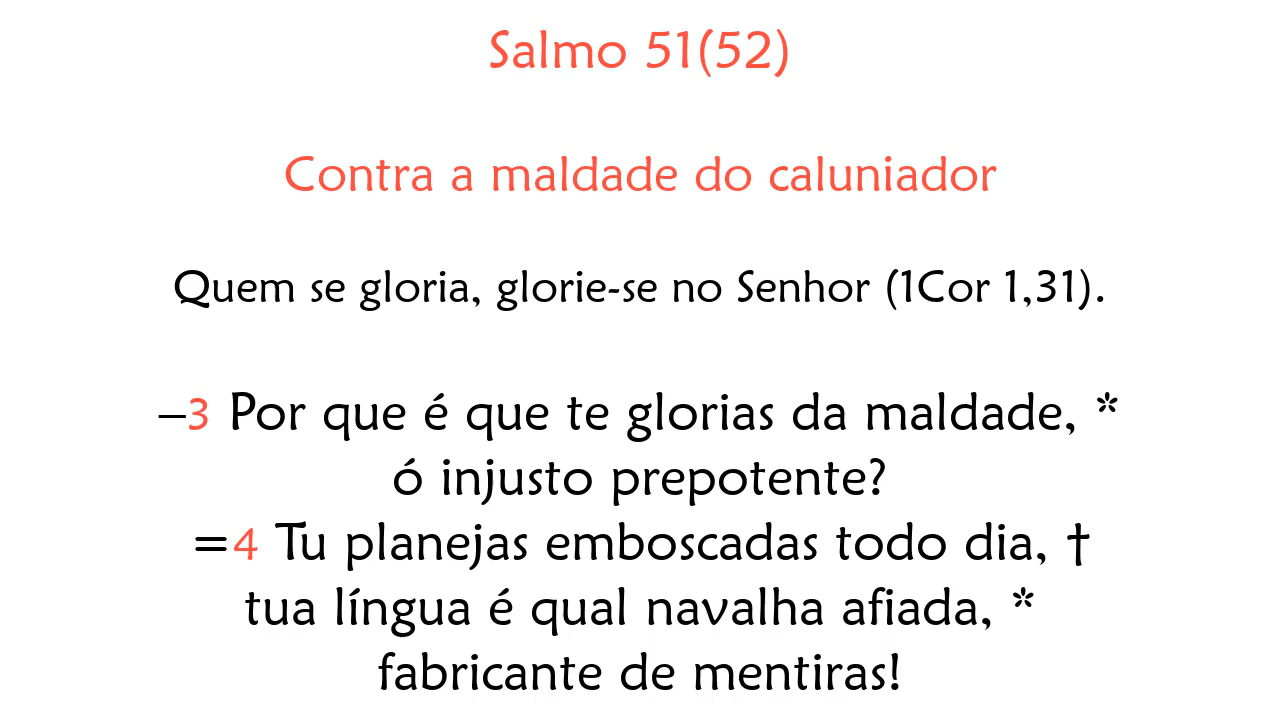 Salmo 51(52)
Contra a maldade do caluniador
Quem se gloria, glorie-se no Senhor (1Cor 1,31).
–3 Por que é que te glorias da maldade, *
ó injusto prepotente?
=4 Tu planejas emboscadas todo dia, †
tua língua é qual navalha afiada, *
fabricante de mentiras!